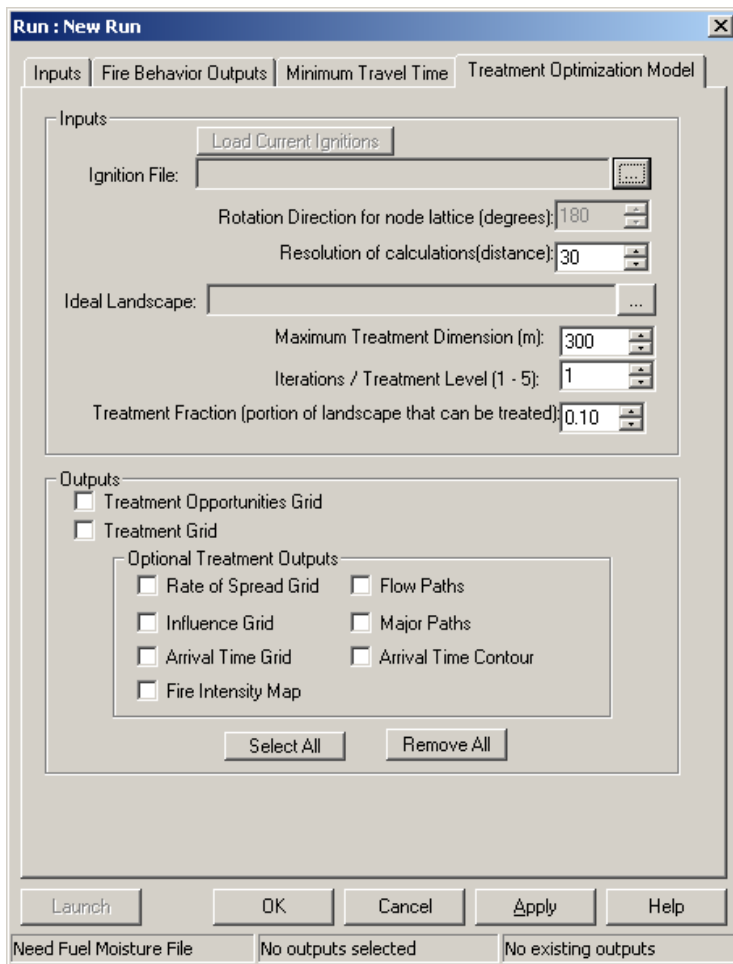 Run : New Run
Inputs Fire Behavior Outputs Minimum Travel Time Treatment Optimization Model
Inputs
Load Current Ignitions
Ignition File: ...
Rotation Direction for node lattice (degrees): 180
Resolution of calculations(distance): 30
Ideal Landscape: ...
Maximum Treatment Dimension (m): 300
Iterations / Treatment Level (1 - 5): 1
Treatment Fraction (portion of landscape that can be treated): 0.10
Outputs
Treatment Opportunities Grid
Treatment Grid
Optional Treatment Outputs
Rate of Spread Grid Flow Paths
Influence Grid Major Paths
Arrival Time Grid Arrival Time Contour
Fire Intensity Map
Select All Remove All
Launch OK Cancel Apply Help
Need Fuel Moisture File No outputs selected No existing outputs